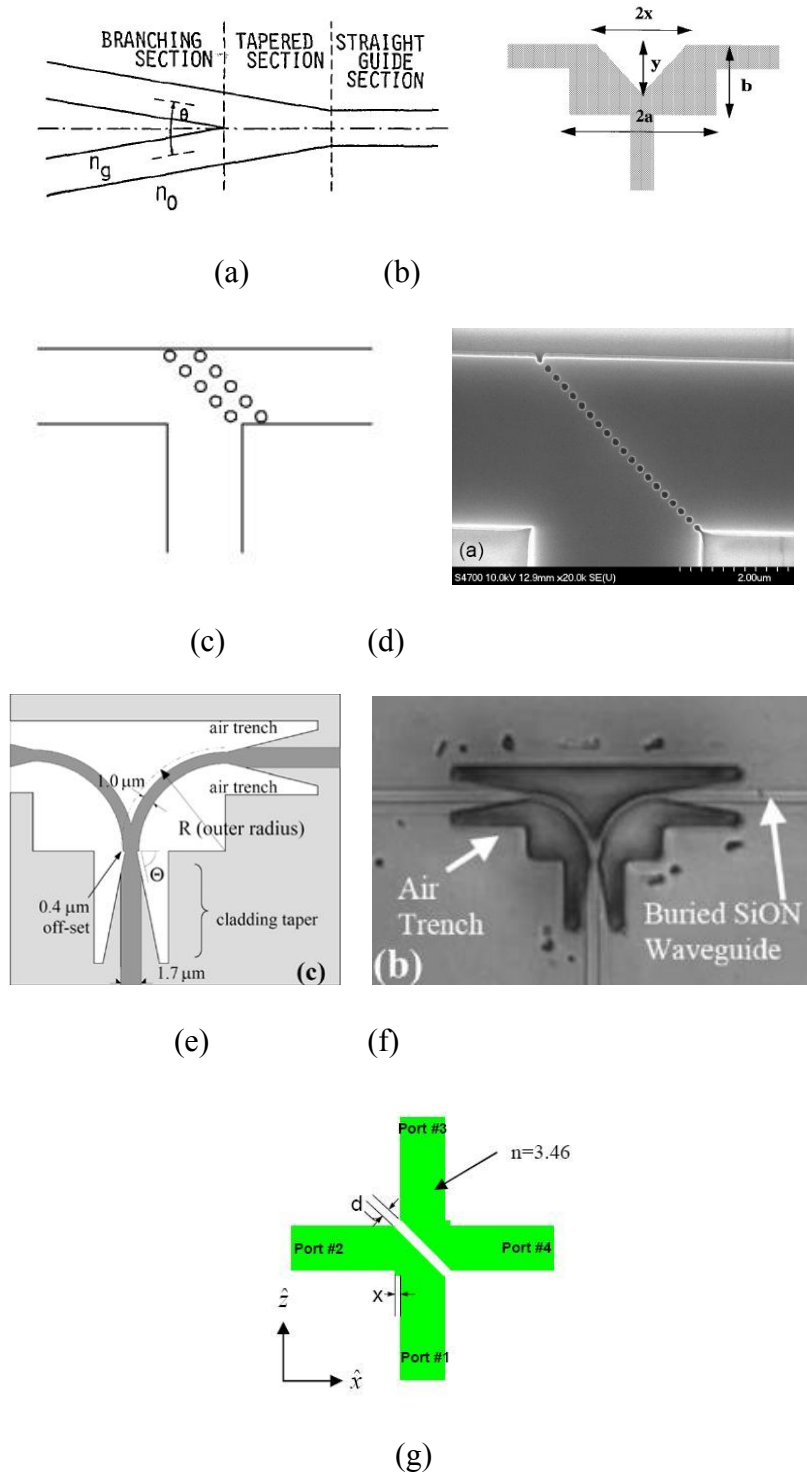 BRANCHING SECTION
TAPERED SECTION
STRAIGHT GUIDE SECTION
θ
n_g
n_0
2x
y
b
2a
(a) (b)
(a)
S4700 10.0kV 12.9mm x20.0k SE(U)
2.00um
(c) (d)
air trench
1.0 μm
air trench
R (outer radius)
Θ
0.4 μm
off-set
cladding taper
1.7 μm
(c)
Air
Trench
Buried SiON
Waveguide
(b)
(e) (f)
Port #3
n=3.46
d
Port #2
Port #4
x
ẑ
Port #1
x̂
(g)